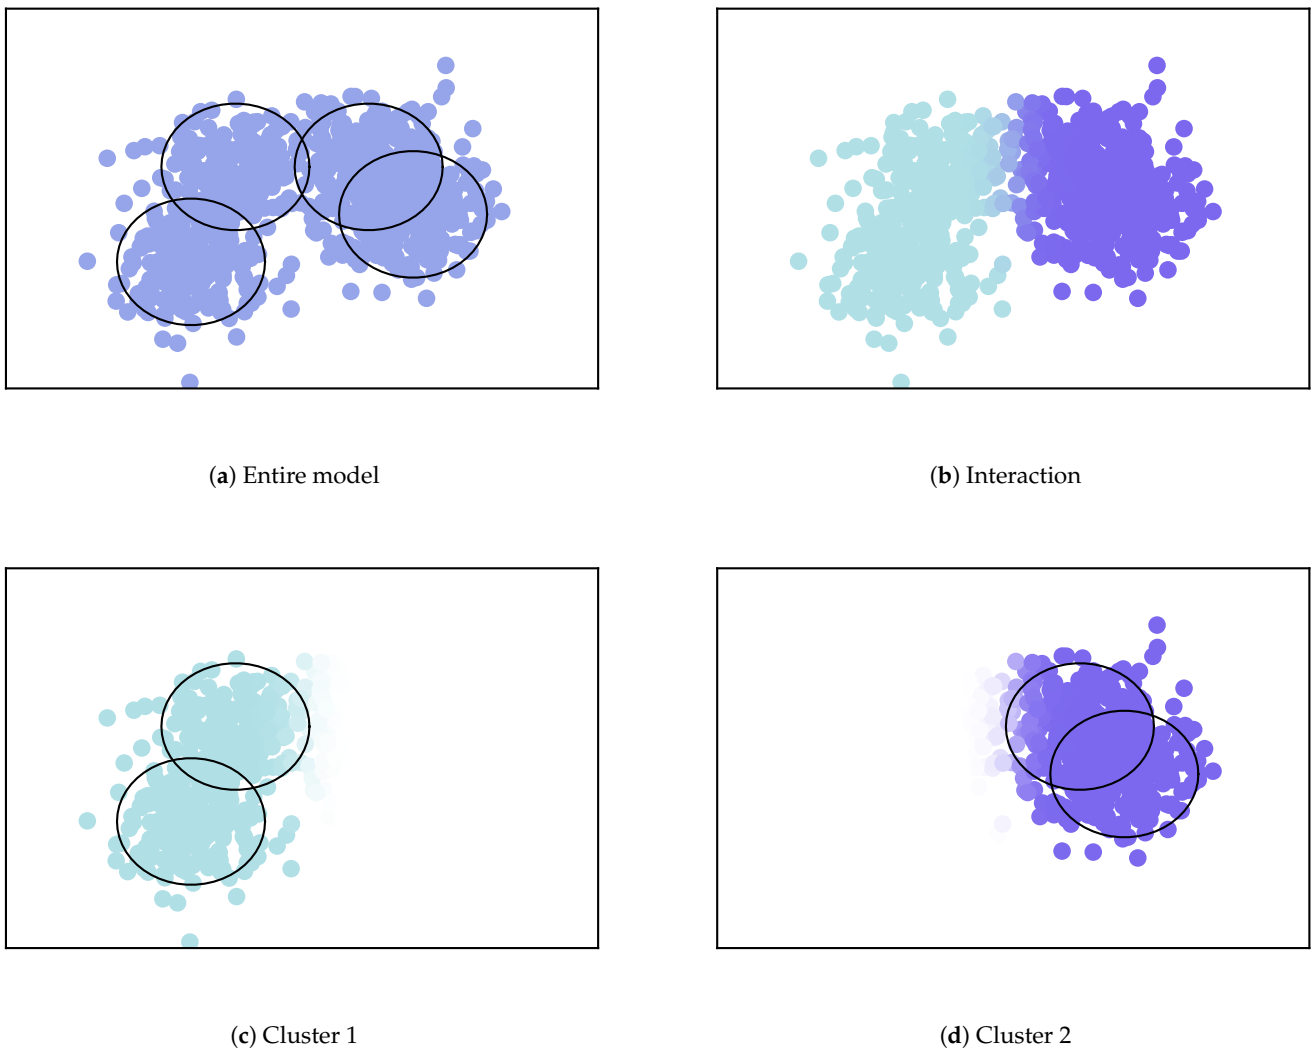 (a) Entire model
(b) Interaction
(c) Cluster 1
(d) Cluster 2